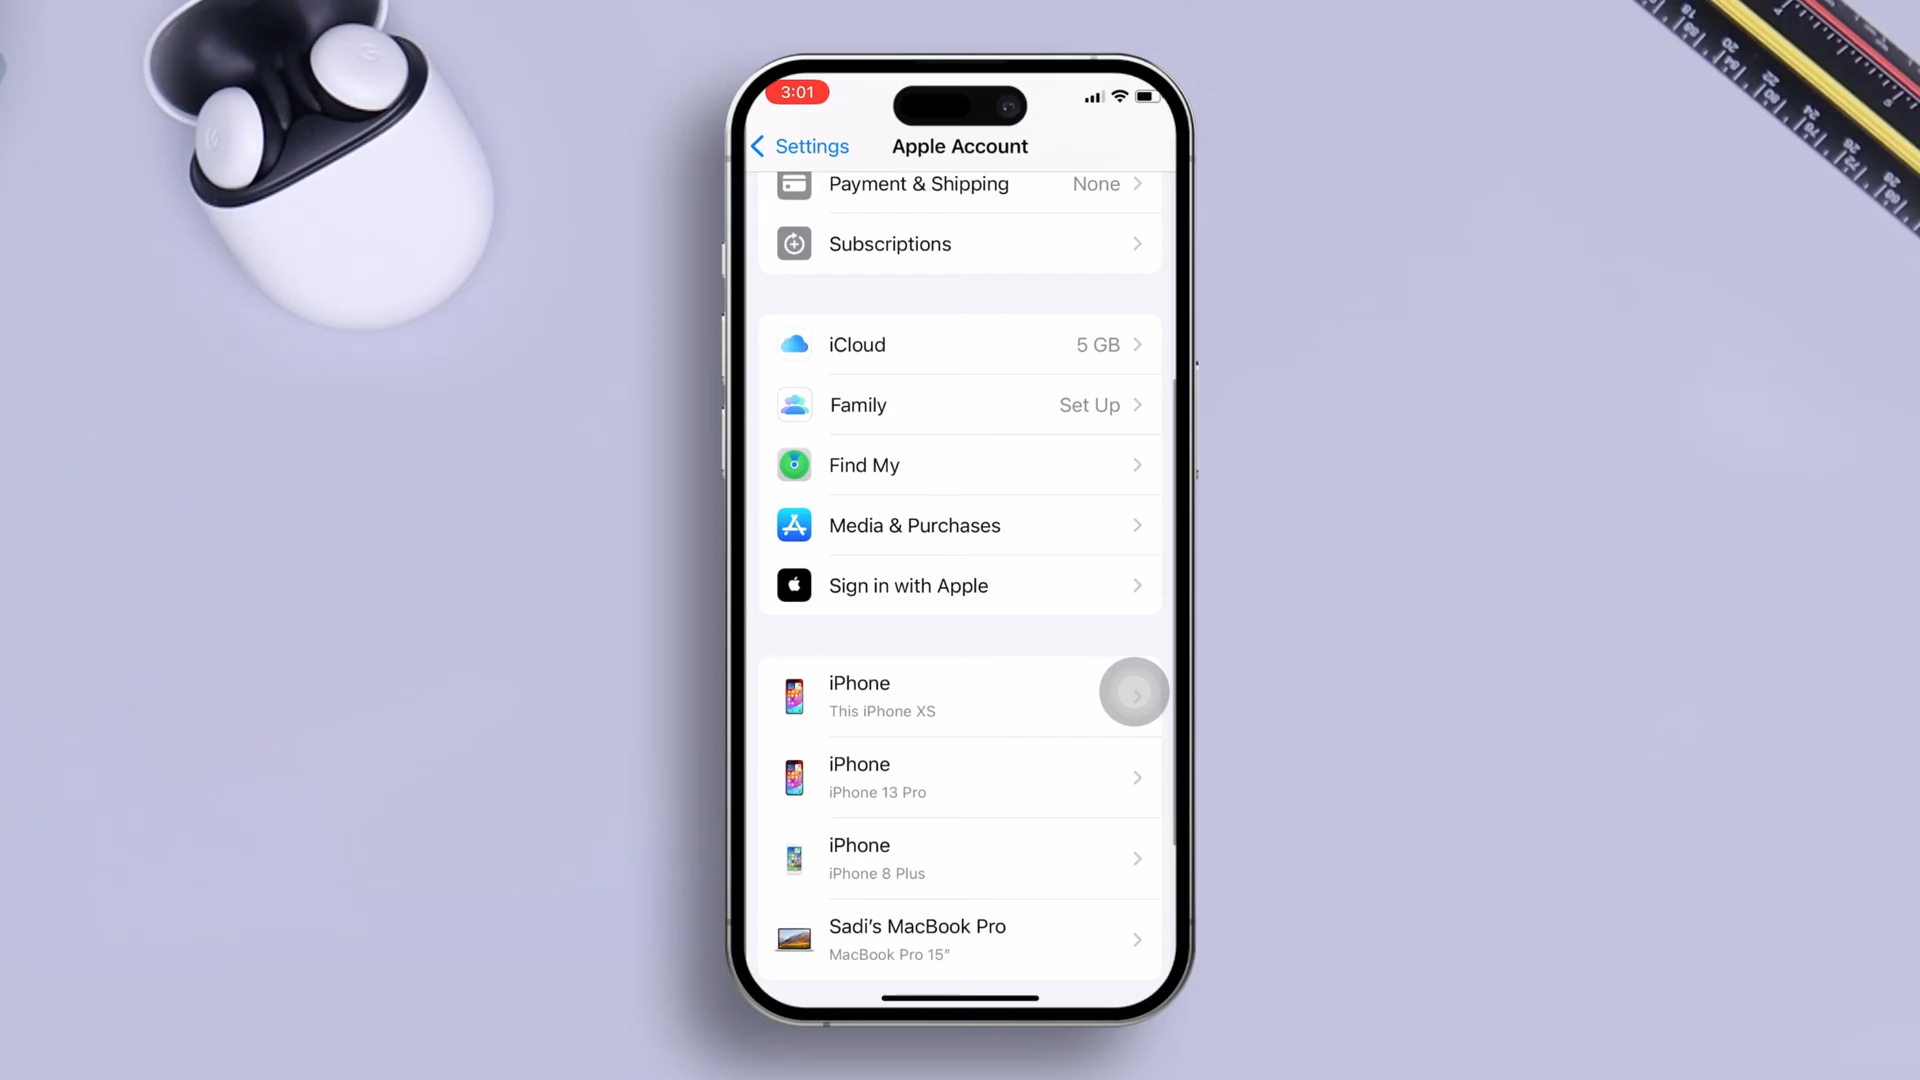 3:01
Settings
Apple Account
Payment & Shipping None
Subscriptions
iCloud 5 GB
Family Set Up
Find My
Media & Purchases
Sign in with Apple
iPhone
This iPhone XS
iPhone
iPhone 13 Pro
iPhone
iPhone 8 Plus
Sadi's MacBook Pro
MacBook Pro 15"